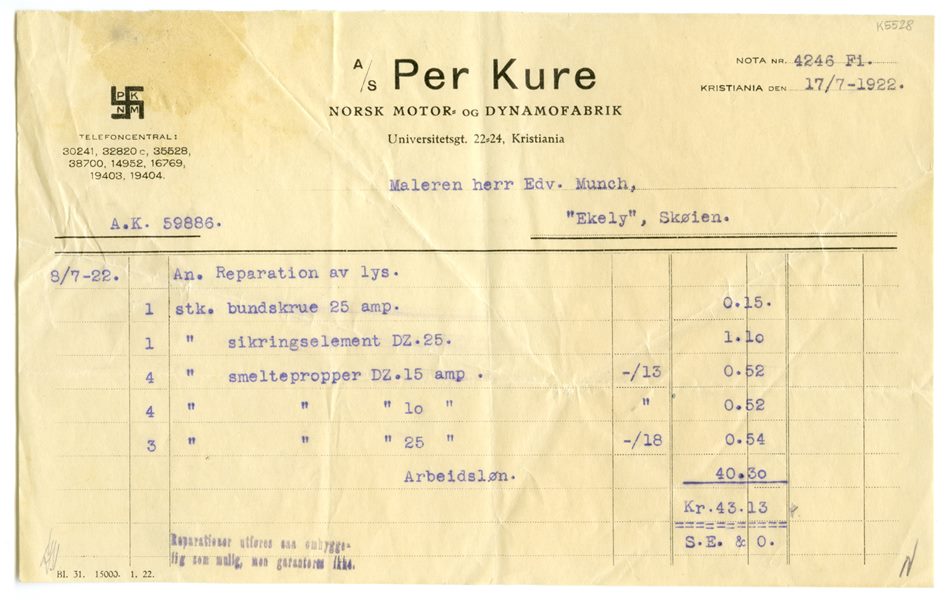 K5528
A/S Per Kure
NORSK MOTOR- OG DYNAMOFABRIK
Universitetsgt. 22-24, Kristiania
NOTA NR. 4246 Fi.
KRISTIANIA DEN 17/7-1922.
P K
N M
TELEFONCENTRAL:
30241, 32820 c, 35528,
38700, 14952, 16769,
19403, 19404.
Maleren herr Edv. Munch,
"Ekely", Skøien.
A.K. 59886.
8/7-22. An. Reparation av lys.
1 stk. bundskrue 25 amp. 0.15.
1 " sikringselement DZ.25. 1.10
4 " smeltepropper DZ.15 amp . -/13 0.52
4 " " " 10 " " 0.52
3 " " " 25 " -/18 0.54
Arbeidsløn. 40.30
Kr.43.13
S.E. & O.
Reparationer utføres saa omhygge-
lig som mulig, men garanteres ikke.
Bl. 31. 15000. 1. 22.